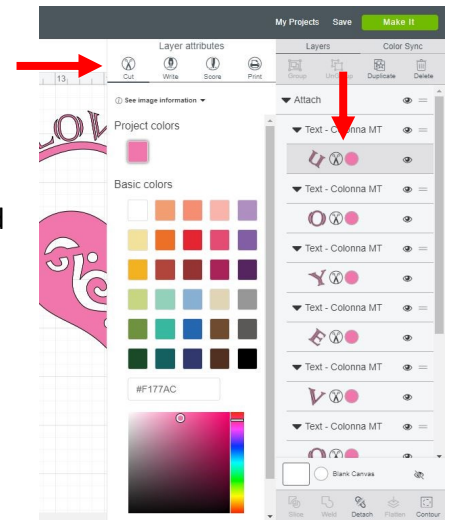 My Projects Save Make It
Layer attributes
Layers Color Sync
Cut Write Score Print
Group UnGroup Duplicate Delete
13
See image information
Attach
Project colors
Text - Colonna MT
U
Basic colors
Text - Colonna MT
O
Text - Colonna MT
Y
Text - Colonna MT
E
#F177AC
Text - Colonna MT
V
Text - Colonna MT
O
Blank Canvas
Slice Weld Detach Flatten Contour